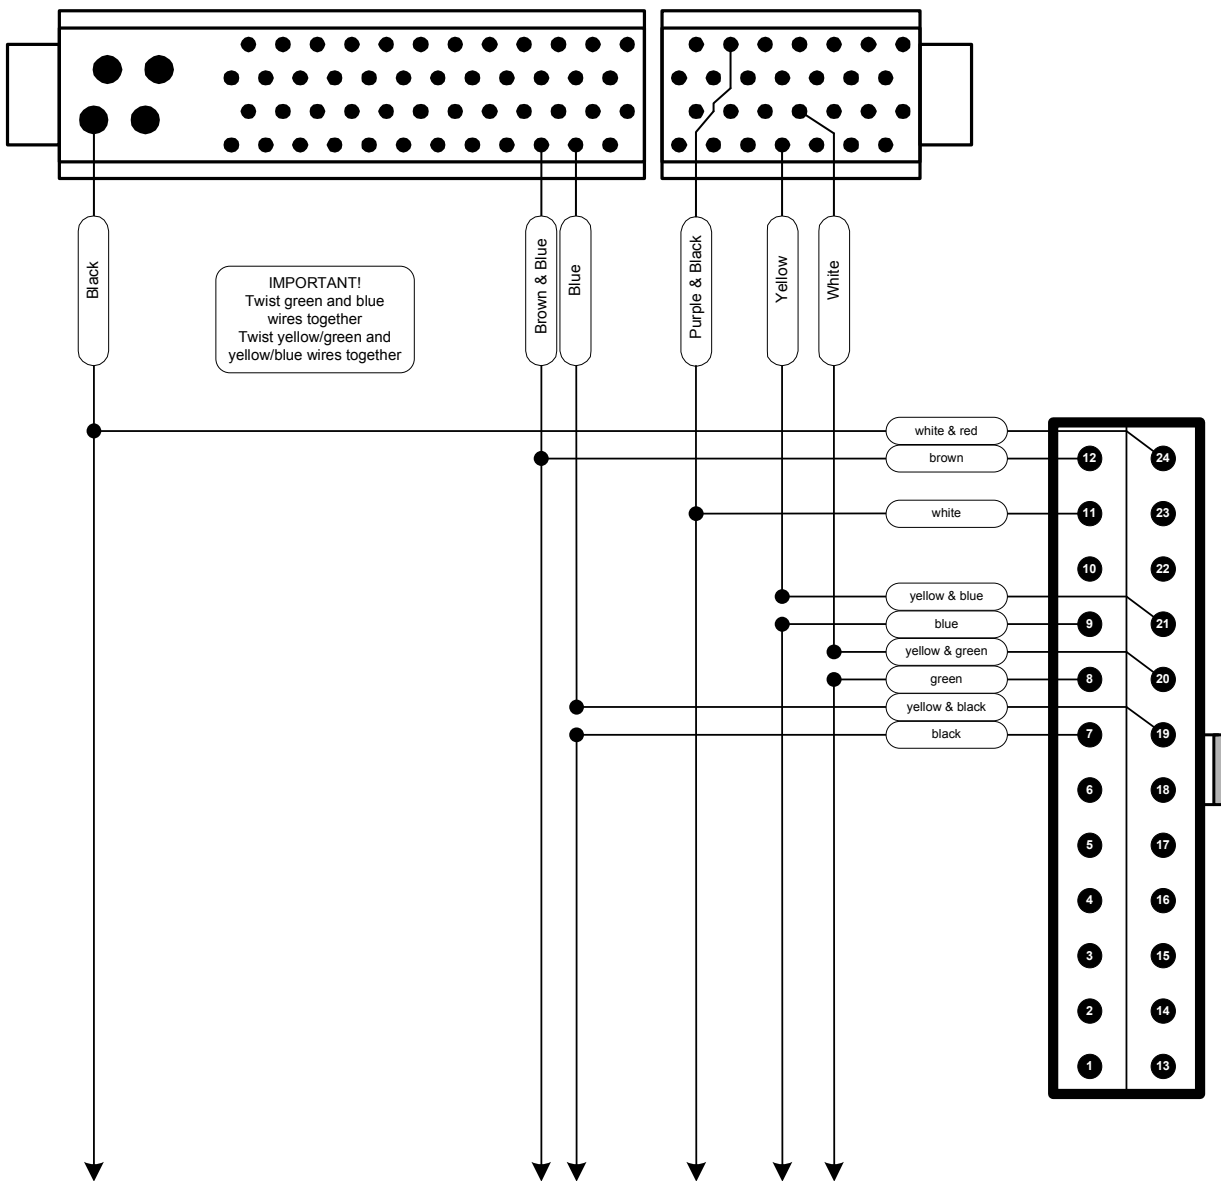 Black
IMPORTANT!
Twist green and blue
wires together
Twist yellow/green and
yellow/blue wires together
Brown & Blue
Blue
Purple & Black
Yellow
White
white & red
brown
12
24
white
11
23
10
22
yellow & blue
blue
9
21
yellow & green
green
8
20
yellow & black
black
7
19
6
18
5
17
4
16
3
15
2
14
1
13